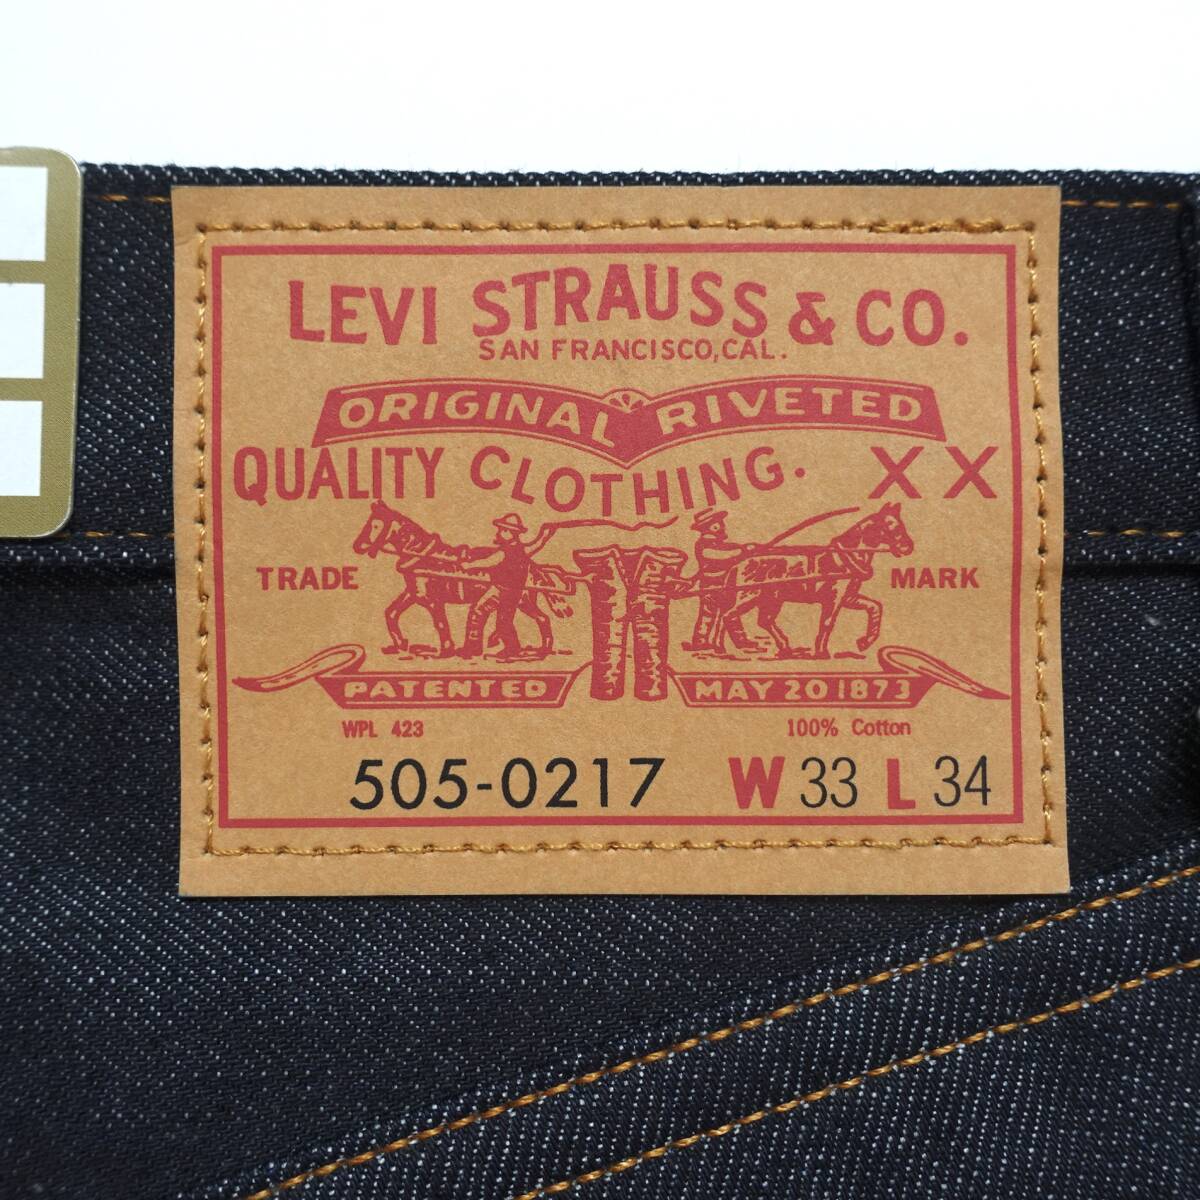 LEVI STRAUSS & CO.
SAN FRANCISCO, CAL.
ORIGINAL RIVETED
QUALITY CLOTHING. XX
TRADE MARK
PATENTED MAY 20 1873
WPL 423 100% Cotton
505-0217 W 33 L 34